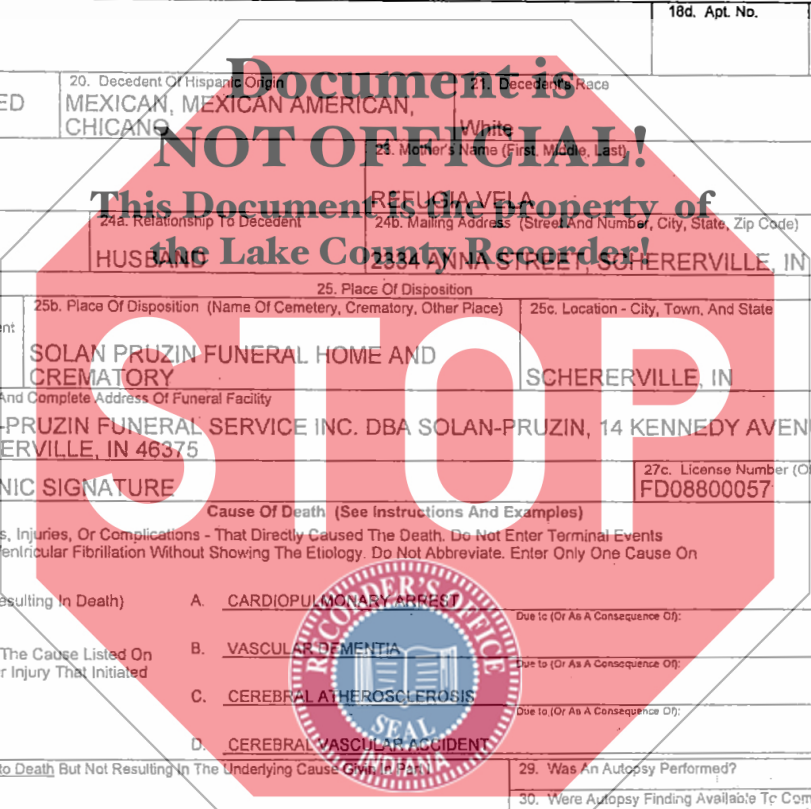 18d. Apt. No.
Document is
20. Decedent Of Hispanic Origin
21. Decedent's Race
ED
MEXICAN, MEXICAN AMERICAN,
CHICANO
White
NOT OFFICIAL!
23. Mother's Name (First, Middle, Last)
REFUGIA VELA
This Document is the property of
24a. Relationship To Decedent
24b. Mailing Address (Street And Number, City, State, Zip Code)
the Lake County Recorder!
HUSBAND
2334 ANNA STREET, SCHERERVILLE, IN
25. Place Of Disposition
25b. Place Of Disposition (Name Of Cemetery, Crematory, Other Place)
25c. Location - City, Town, And State
nt
STOP
SOLAN PRUZIN FUNERAL HOME AND
CREMATORY
SCHERERVILLE, IN
And Complete Address Of Funeral Facility
-PRUZIN FUNERAL SERVICE INC. DBA SOLAN-PRUZIN, 14 KENNEDY AVEN
ERVILLE, IN 46375
27c. License Number (O
NIC SIGNATURE
FD08800057
Cause Of Death (See Instructions And Examples)
s, Injuries, Or Complications - That Directly Caused The Death. Do Not Enter Terminal Events
entricular Fibrillation Without Showing The Etiology. Do Not Abbreviate. Enter Only One Cause On
esulting In Death)
A. CARDIOPULMONARY ARREST
Due to (Or As A Consequence Of):
The Cause Listed On
r Injury That Initiated
B. VASCULAR DEMENTIA
Due to (Or As A Consequence Of):
C. CEREBRAL ATHEROSCLEROSIS
Due to (Or As A Consequence Of):
D. CEREBRAL VASCULAR ACCIDENT
RECORDER'S OFFICE
SEAL
INDIANA
to Death But Not Resulting In The Underlying Cause Givin In Part I
29. Was An Autopsy Performed?
30. Were Autopsy Finding Available To Com